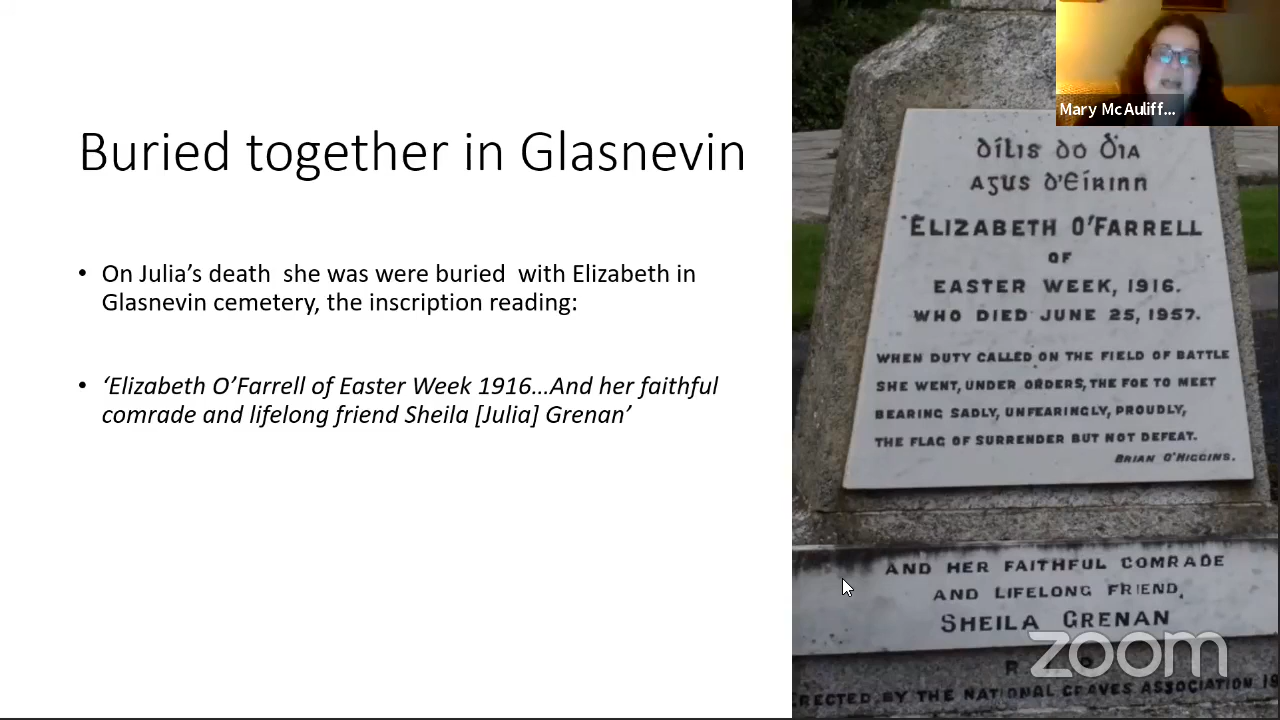 Buried together in Glasnevin
• On Julia’s death she was were buried with Elizabeth in
Glasnevin cemetery, the inscription reading:
• ‘Elizabeth O’Farrell of Easter Week 1916…And her faithful
comrade and lifelong friend Sheila [Julia] Grenan’
Mary McAuliff...
Dílis do Ḋia
agus d'Éirinn
ELIZABETH O'FARRELL
OF
EASTER WEEK, 1916.
WHO DIED JUNE 25, 1957.
WHEN DUTY CALLED ON THE FIELD OF BATTLE
SHE WENT, UNDER ORDERS, THE FOE TO MEET
BEARING SADLY, UNFEARINGLY, PROUDLY,
THE FLAG OF SURRENDER BUT NOT DEFEAT.
BRIAN O'HIGGINS.
AND HER FAITHFUL COMRADE
AND LIFELONG FRIEND,
SHEILA GRENAN
zoom
ERECTED BY THE NATIONAL GRAVES ASSOCIATION